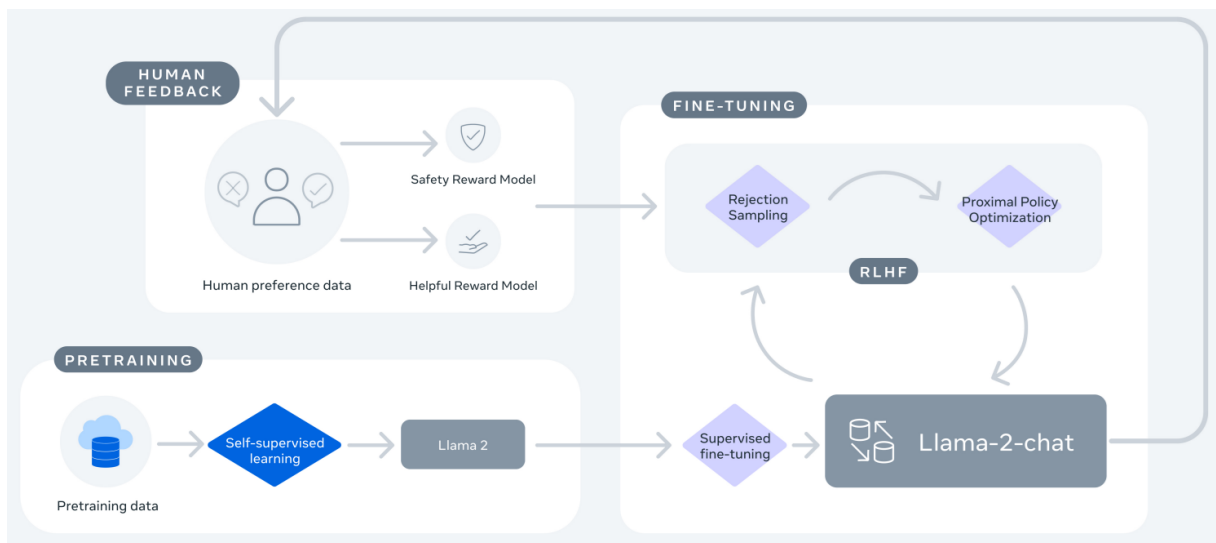 HUMAN
FEEDBACK
Safety Reward Model
Human preference data
Helpful Reward Model
FINE-TUNING
Rejection
Sampling
Proximal Policy
Optimization
RLHF
PRETRAINING
Pretraining data
Self-supervised
learning
Llama 2
Supervised
fine-tuning
Llama-2-chat